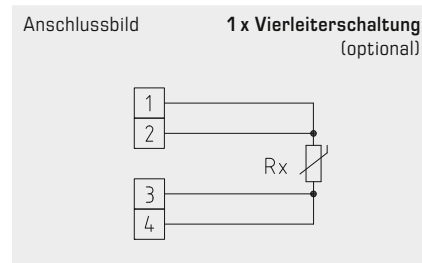 Anschlussbild 1 x Vierleiterschaltung
(optional)
1
2
Rx
3
4